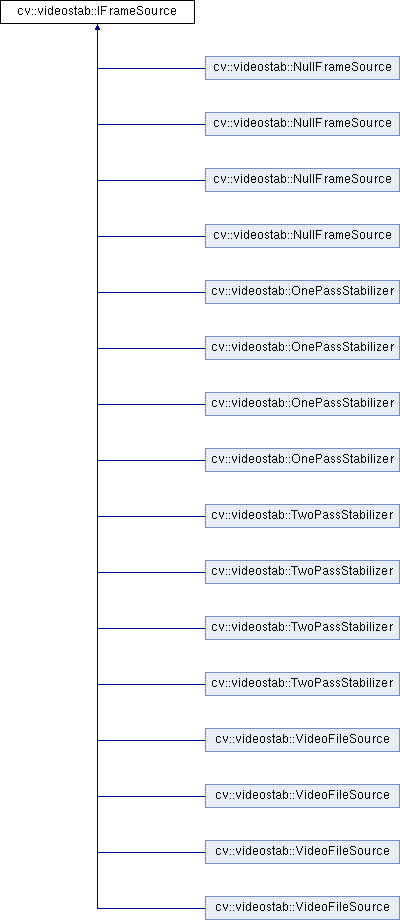 cv::videostab::IFrameSource
cv::videostab::NullFrameSource
cv::videostab::NullFrameSource
cv::videostab::NullFrameSource
cv::videostab::NullFrameSource
cv::videostab::OnePassStabilizer
cv::videostab::OnePassStabilizer
cv::videostab::OnePassStabilizer
cv::videostab::OnePassStabilizer
cv::videostab::TwoPassStabilizer
cv::videostab::TwoPassStabilizer
cv::videostab::TwoPassStabilizer
cv::videostab::TwoPassStabilizer
cv::videostab::VideoFileSource
cv::videostab::VideoFileSource
cv::videostab::VideoFileSource
cv::videostab::VideoFileSource